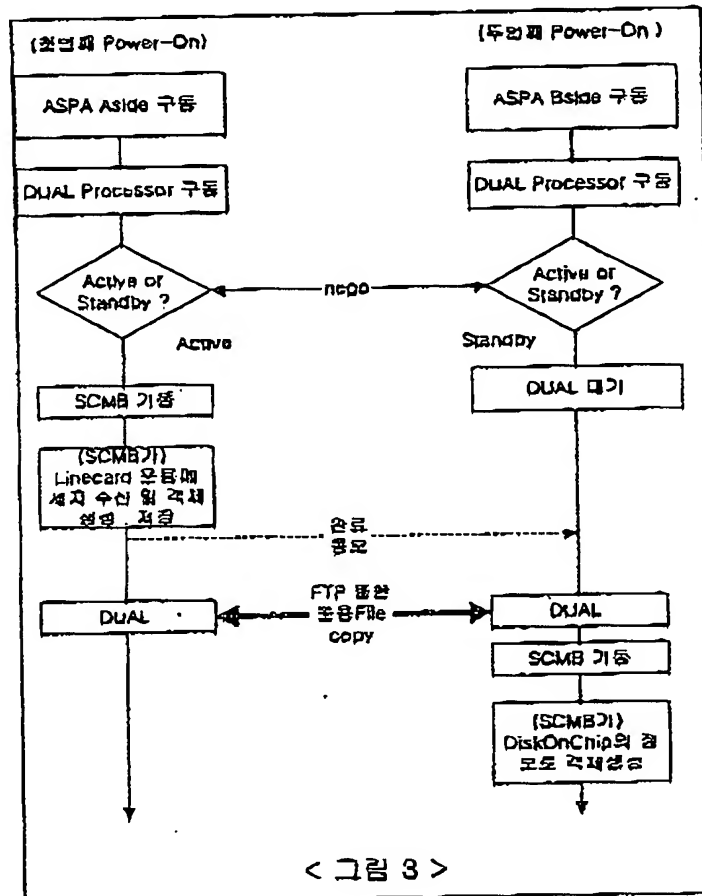 (첫번째 Power-On)
(두번째 Power-On)
ASPA Aside 구동
ASPA Bside 구동
DUAL Processor 구동
DUAL Processor 구동
Active or
Standby ?
nego
Active or
Standby ?
Active
Standby
SCMB 기동
DUAL 대기
(SCMB가)
Linecard 운용메
세지 수신 및 객체
생성, 저장
완료
통보
DUAL
FTP 통한
운용File
copy
DUAL
SCMB 기동
(SCMB가)
DiskOnChip의 정
보로 객체생성
< 그림 3 >